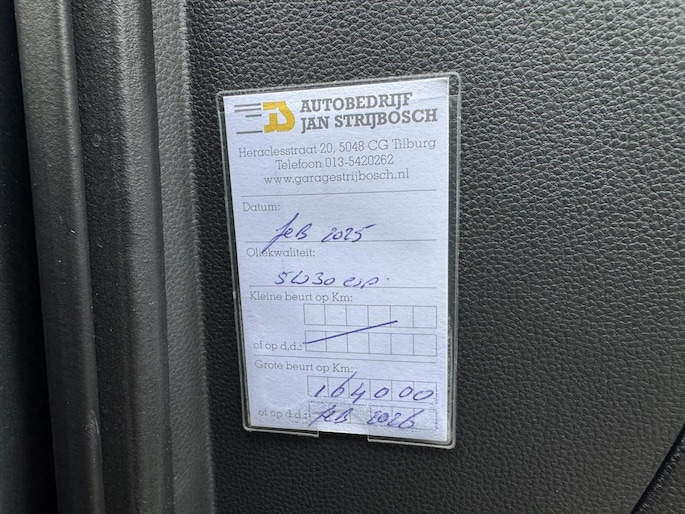 AUTOBEDRIJF
JAN STRIJBOSCH
Heraclesstraat 20, 5048 CG Tilburg
Telefoon 013-5420262
www.garagestrijbosch.nl
Datum:
feB 2025
Oliekwaliteit:
5W30
Kleine beurt op Km:
of op d.d.:
Grote beurt op Km:
164000
of op d.d.: feB 2026